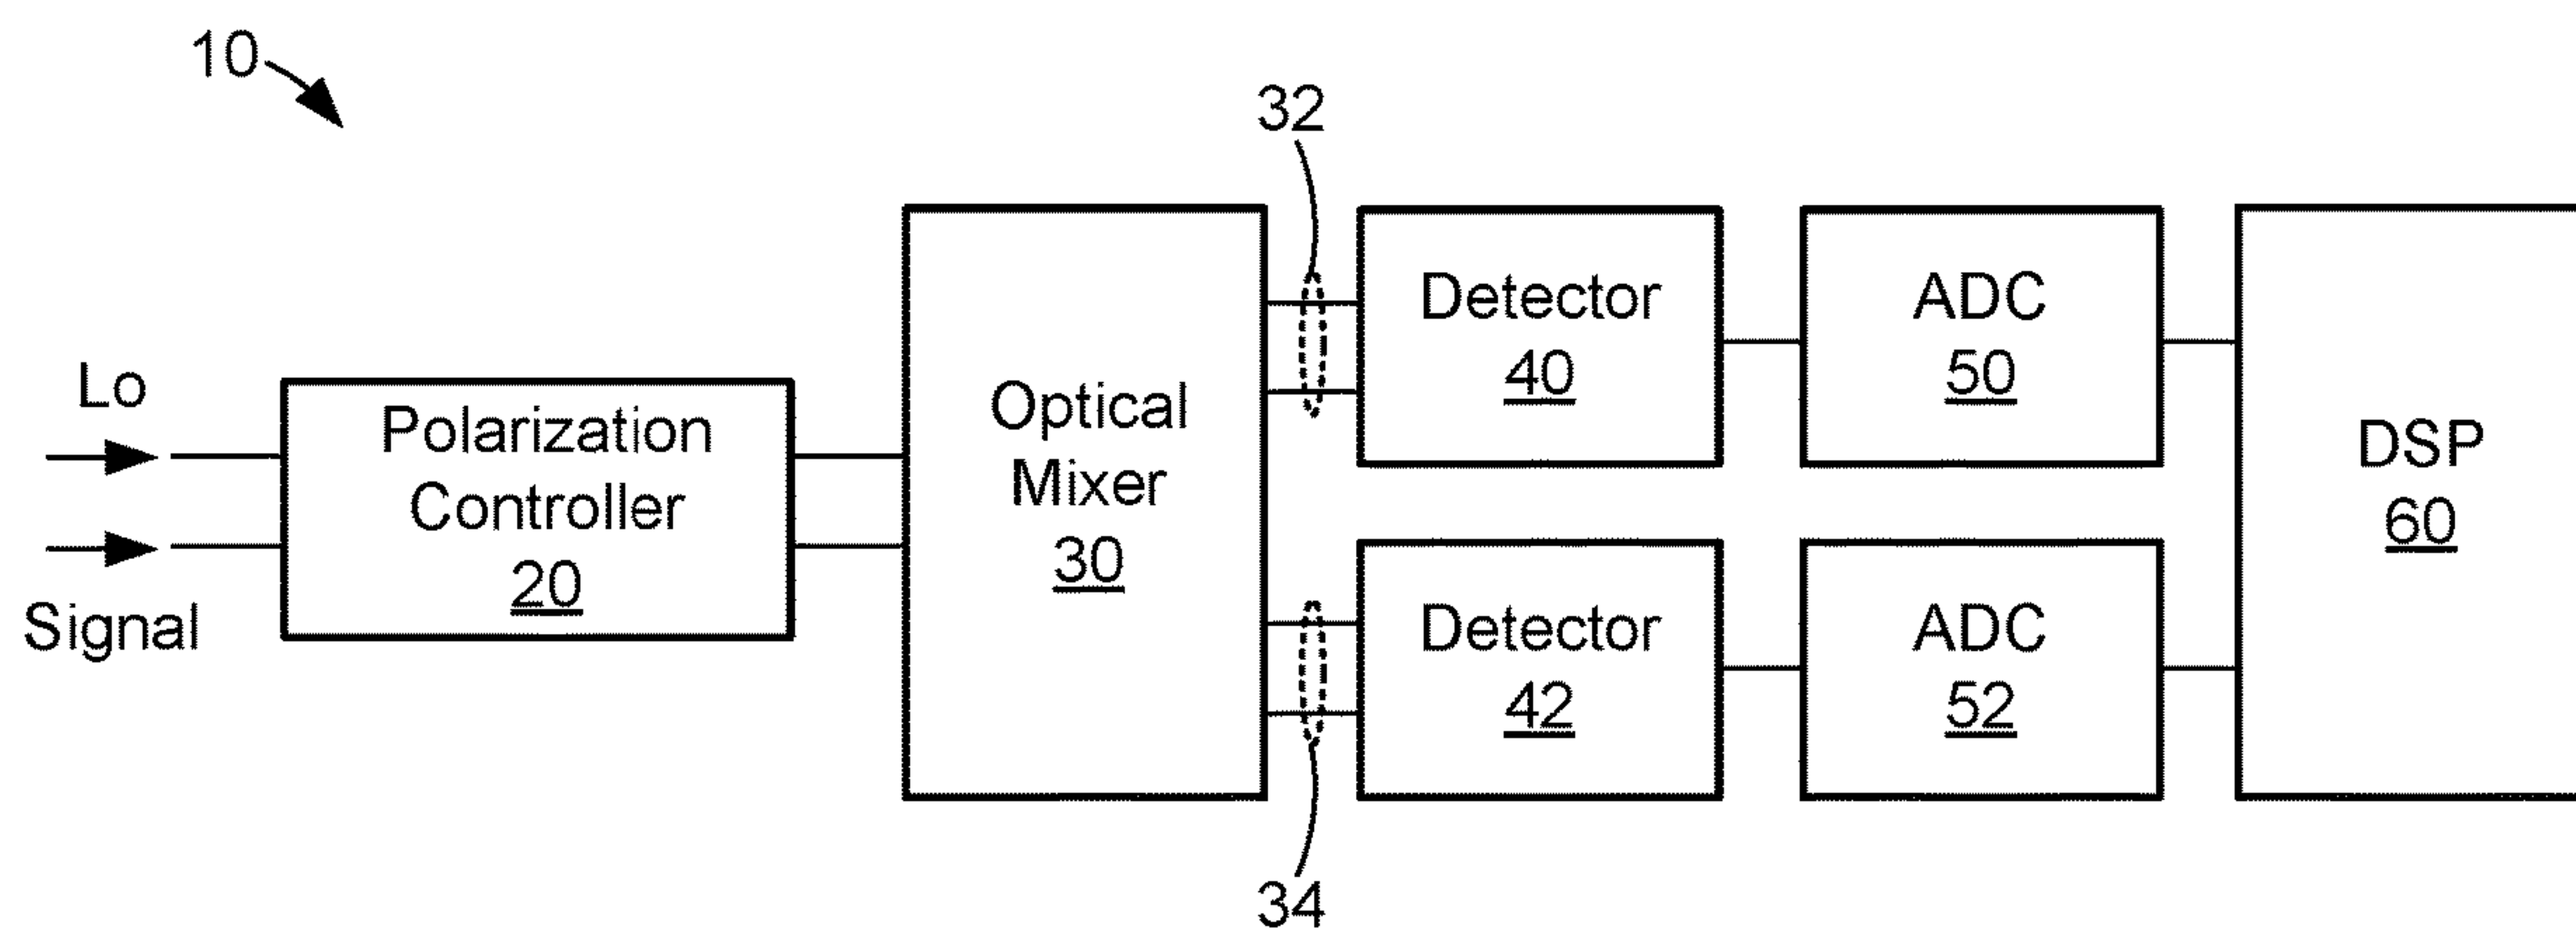 10
32
Lo
Signal
Polarization
Controller
20
Optical
Mixer
30
Detector
40
ADC
50
Detector
42
ADC
52
DSP
60
34